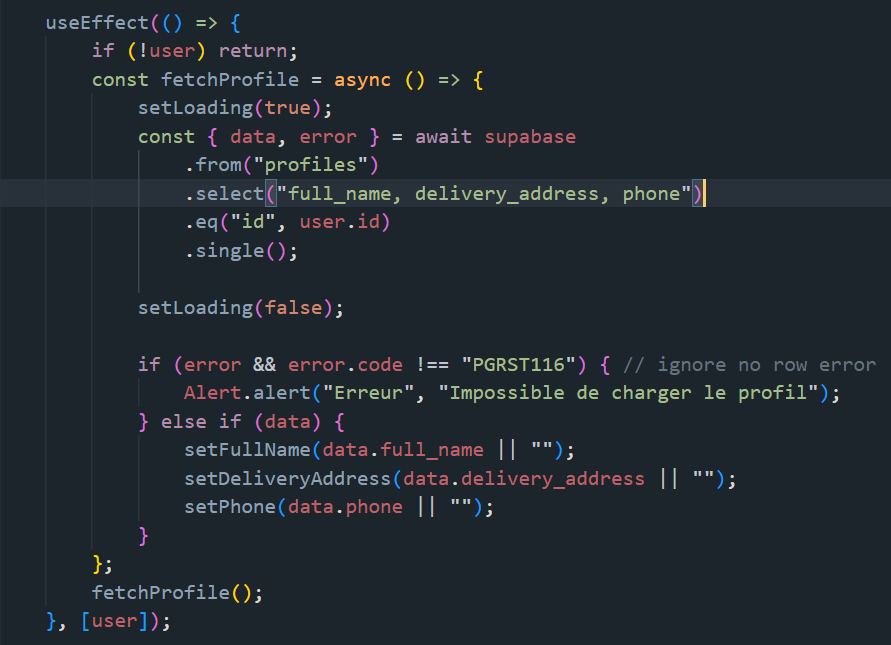 useEffect(() => {
    if (!user) return;
    const fetchProfile = async () => {
        setLoading(true);
        const { data, error } = await supabase
            .from("profiles")
            .select("full_name, delivery_address, phone")
            .eq("id", user.id)
            .single();

        setLoading(false);

        if (error && error.code !== "PGRST116") { // ignore no row error
            Alert.alert("Erreur", "Impossible de charger le profil");
        } else if (data) {
            setFullName(data.full_name || "");
            setDeliveryAddress(data.delivery_address || "");
            setPhone(data.phone || "");
        }
    };
    fetchProfile();
}, [user]);